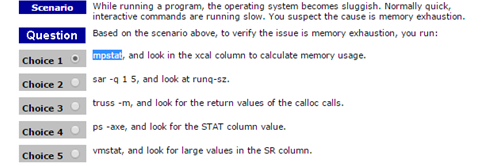 Scenario
While running a program, the operating system becomes sluggish. Normally quick,
interactive commands are running slow. You suspect the cause is memory exhaustion.
Question
Based on the scenario above, to verify the issue is memory exhaustion, you run:
Choice 1 mpstat, and look in the xcal column to calculate memory usage.
Choice 2 sar -q 1 5, and look at runq-sz.
Choice 3 truss -m, and look for the return values of the calloc calls.
Choice 4 ps -axe, and look for the STAT column value.
Choice 5 vmstat, and look for large values in the SR column.